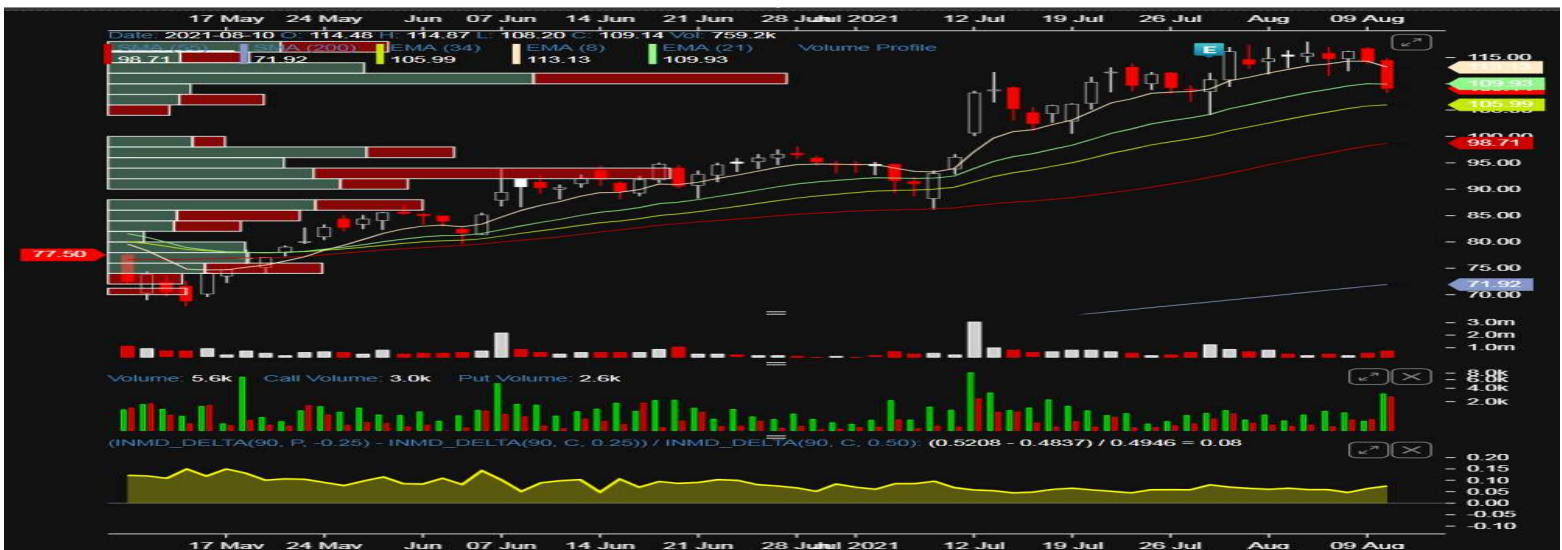 17 May 24 May Jun 07 Jun 14 Jun 21 Jun 28 Jun 2021 12 Jul 19 Jul 26 Jul Aug 09 Aug
Date: 2021-08-10 O: 114.48 H: 114.87 L: 108.20 C: 109.14 Vol: 759.2k
SMA (55) SMA (200) EMA (34) EMA (8) EMA (21) Volume Profile
98.71 71.92 105.99 113.13 109.93
E
115.00
109.93
105.99
100.00
98.71
95.00
90.00
85.00
80.00
77.50
75.00
71.92
70.00
3.0m
2.0m
1.0m
Volume: 5.6k Call Volume: 3.0k Put Volume: 2.6k
8.0k
6.0k
4.0k
2.0k
(INMD_DELTA(90, P, -0.25) - INMD_DELTA(90, C, 0.25)) / INMD_DELTA(90, C, 0.50): (0.5208 - 0.4837) / 0.4946 = 0.08
0.20
0.15
0.10
0.05
0.00
-0.05
-0.10
17 May 24 May Jun 07 Jun 14 Jun 21 Jun 28 Jun 2021 12 Jul 19 Jul 26 Jul Aug 09 Aug